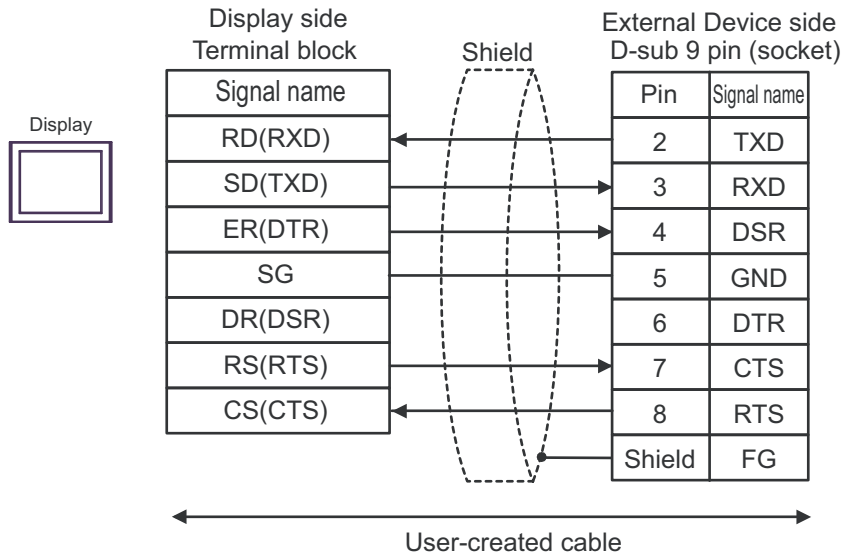 Display side
Terminal block
Shield
External Device side
D-sub 9 pin (socket)
Display
Signal name
Pin Signal name
RD(RXD) 2 TXD
SD(TXD) 3 RXD
ER(DTR) 4 DSR
SG 5 GND
DR(DSR) 6 DTR
RS(RTS) 7 CTS
CS(CTS) 8 RTS
Shield FG
User-created cable